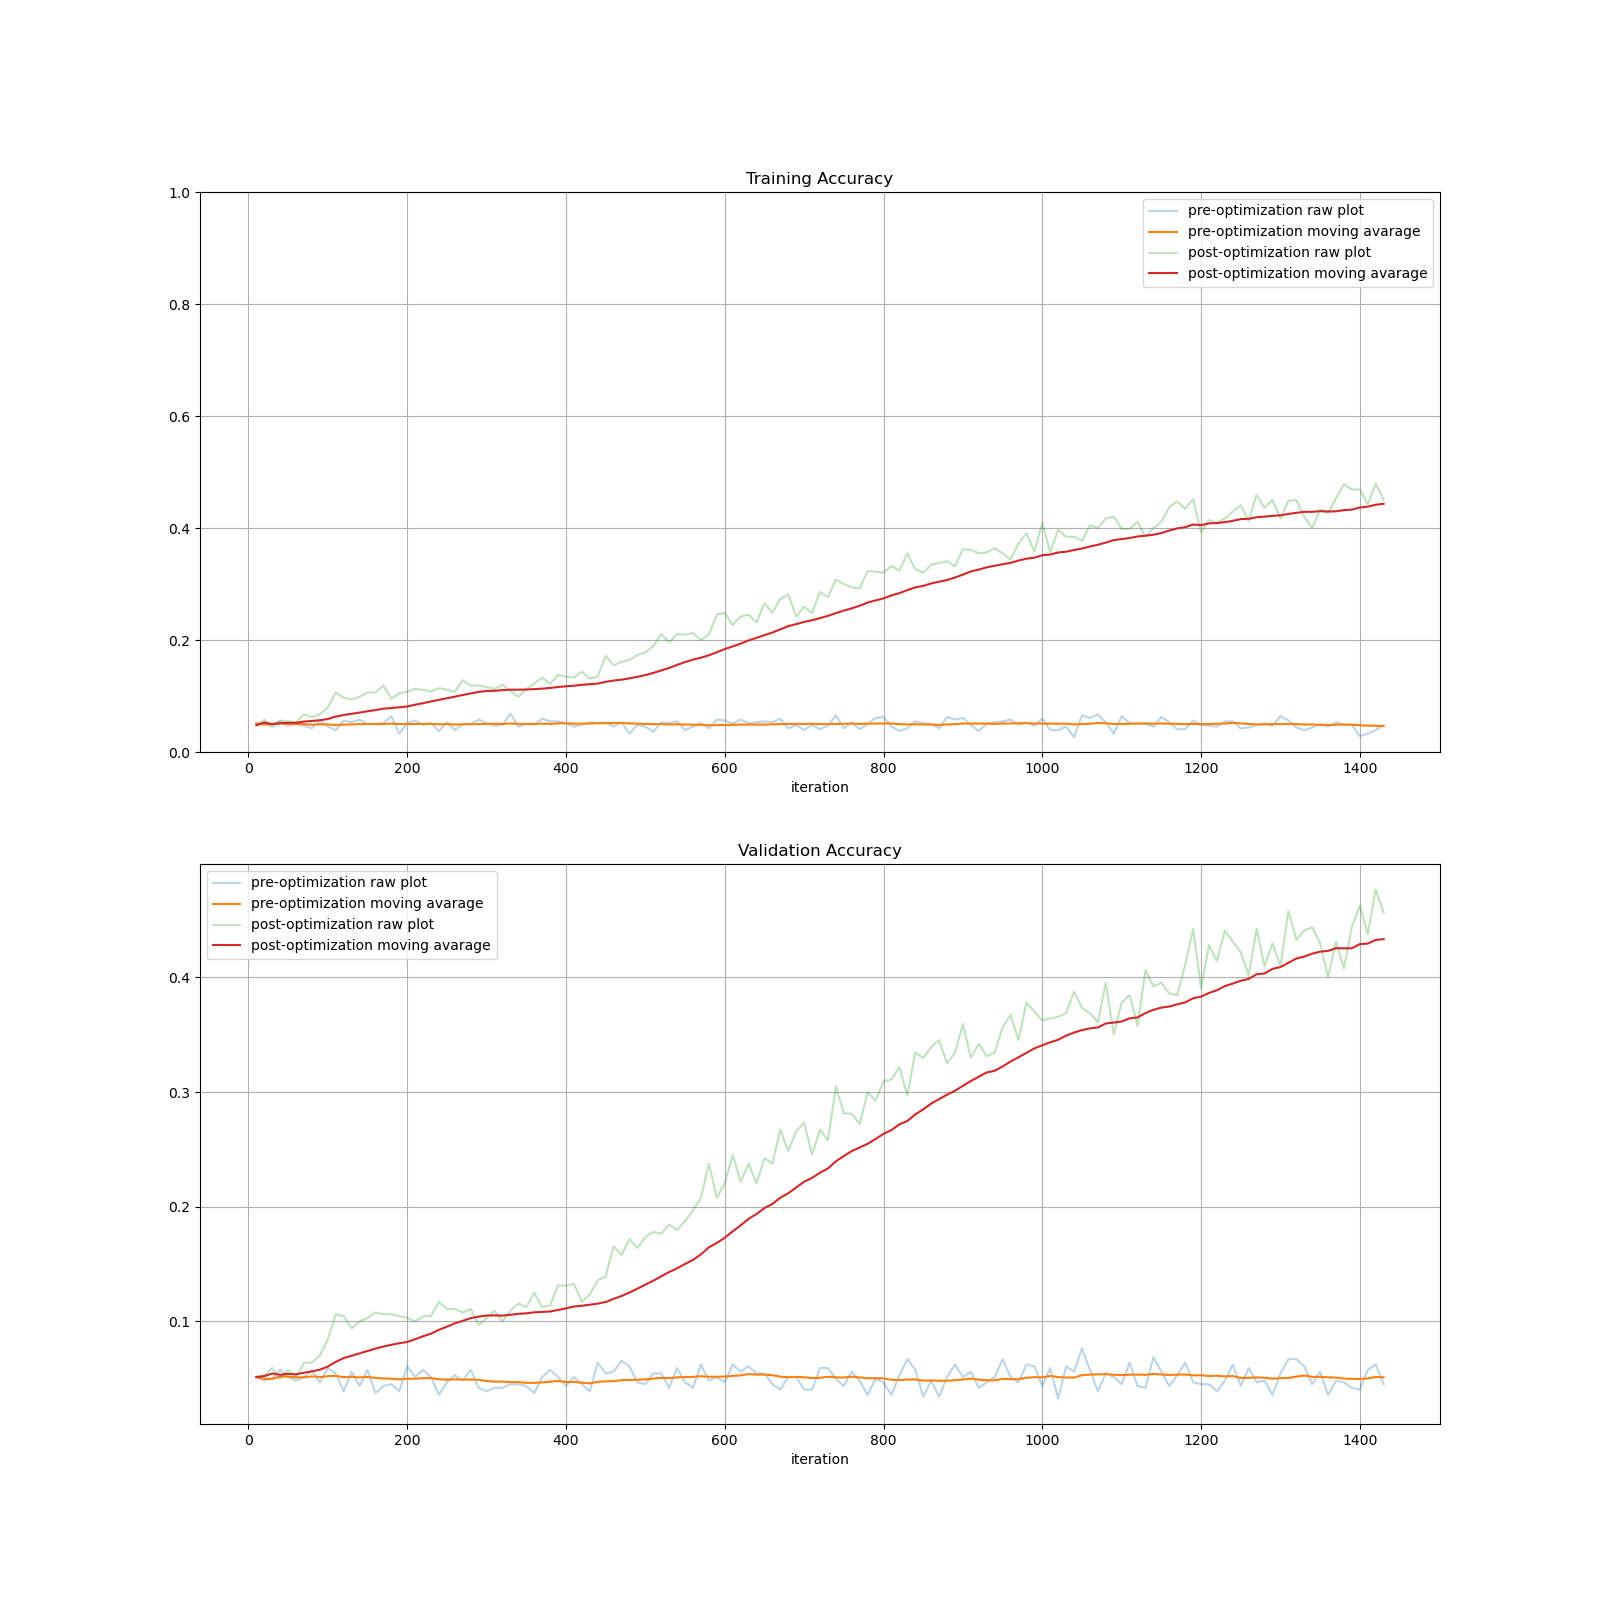 Training Accuracy
1.0
0.8
0.6
0.4
0.2
0.0
pre-optimization raw plot
pre-optimization moving avarage
post-optimization raw plot
post-optimization moving avarage
0 200 400 600 800 1000 1200 1400
iteration
Validation Accuracy
pre-optimization raw plot
pre-optimization moving avarage
post-optimization raw plot
post-optimization moving avarage
0.4
0.3
0.2
0.1
0 200 400 600 800 1000 1200 1400
iteration